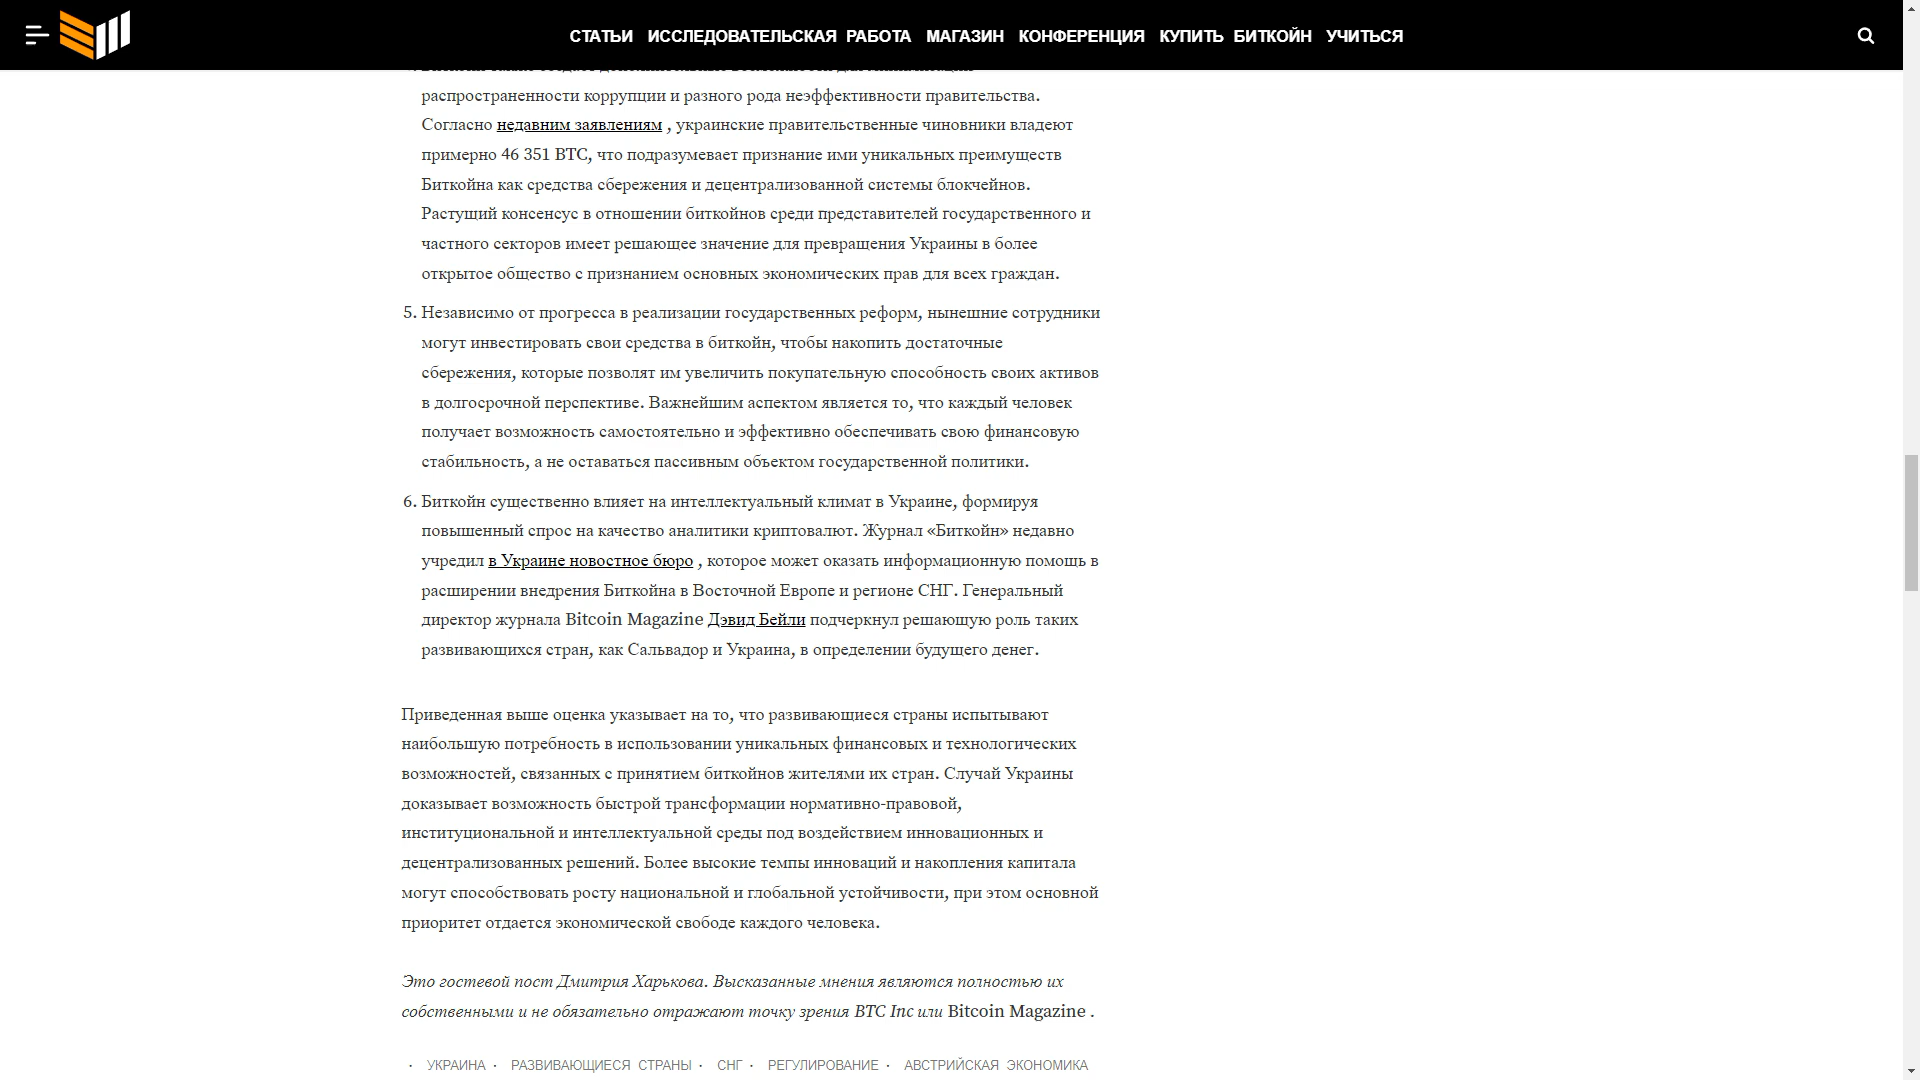 СТАТЬИ ИССЛЕДОВАТЕЛЬСКАЯ РАБОТА МАГАЗИН КОНФЕРЕНЦИЯ КУПИТЬ БИТКОЙН УЧИТЬСЯ
распространенности коррупции и разного рода неэффективности правительства.
Согласно недавним заявлениям , украинские правительственные чиновники владеют
примерно 46 351 BTC, что подразумевает признание ими уникальных преимуществ
Биткойна как средства сбережения и децентрализованной системы блокчейнов.
Растущий консенсус в отношении биткойнов среди представителей государственного и
частного секторов имеет решающее значение для превращения Украины в более
открытое общество с признанием основных экономических прав для всех граждан.
5. Независимо от прогресса в реализации государственных реформ, нынешние сотрудники
могут инвестировать свои средства в биткойн, чтобы накопить достаточные
сбережения, которые позволят им увеличить покупательную способность своих активов
в долгосрочной перспективе. Важнейшим аспектом является то, что каждый человек
получает возможность самостоятельно и эффективно обеспечивать свою финансовую
стабильность, а не оставаться пассивным объектом государственной политики.
6. Биткойн существенно влияет на интеллектуальный климат в Украине, формируя
повышенный спрос на качество аналитики криптовалют. Журнал «Биткойн» недавно
учредил в Украине новостное бюро , которое может оказать информационную помощь в
расширении внедрения Биткойна в Восточной Европе и регионе СНГ. Генеральный
директор журнала Bitcoin Magazine Дэвид Бейли подчеркнул решающую роль таких
развивающихся стран, как Сальвадор и Украина, в определении будущего денег.
Приведенная выше оценка указывает на то, что развивающиеся страны испытывают
наибольшую потребность в использовании уникальных финансовых и технологических
возможностей, связанных с принятием биткойнов жителями их стран. Случай Украины
доказывает возможность быстрой трансформации нормативно-правовой,
институциональной и интеллектуальной среды под воздействием инновационных и
децентрализованных решений. Более высокие темпы инноваций и накопления капитала
могут способствовать росту национальной и глобальной устойчивости, при этом основной
приоритет отдается экономической свободе каждого человека.
Это гостевой пост Дмитрия Харькова. Высказанные мнения являются полностью их
собственными и не обязательно отражают точку зрения BTC Inc или Bitcoin Magazine .
· УКРАИНА · РАЗВИВАЮЩИЕСЯ СТРАНЫ · СНГ · РЕГУЛИРОВАНИЕ · АВСТРИЙСКАЯ ЭКОНОМИКА